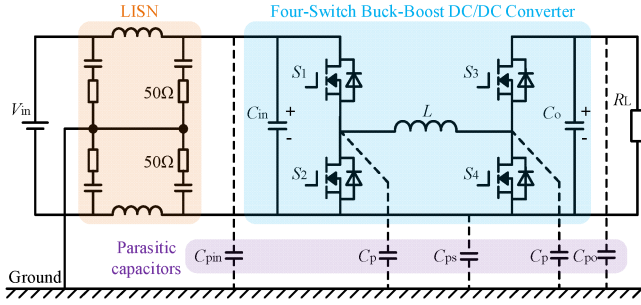 LISN
Four-Switch Buck-Boost DC/DC Converter
Vin
50Ω
50Ω
Cin
+
-
S1
S2
L
S3
S4
Co
+
-
RL
Parasitic
capacitors
Cpin
Cp
Cps
Cp
Cpo
Ground